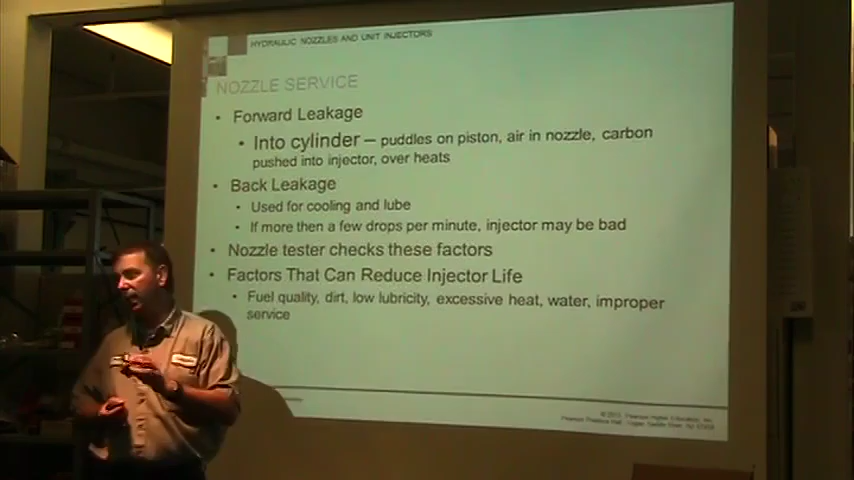 HYDRAULIC NOZZLES AND UNIT INJECTORS
NOZZLE SERVICE
• Forward Leakage
• Into cylinder – puddles on piston, air in nozzle, carbon
pushed into injector, over heats
• Back Leakage
• Used for cooling and lube
• If more then a few drops per minute, injector may be bad
• Nozzle tester checks these factors
• Factors That Can Reduce Injector Life
• Fuel quality, dirt, low lubricity, excessive heat, water, improper
service